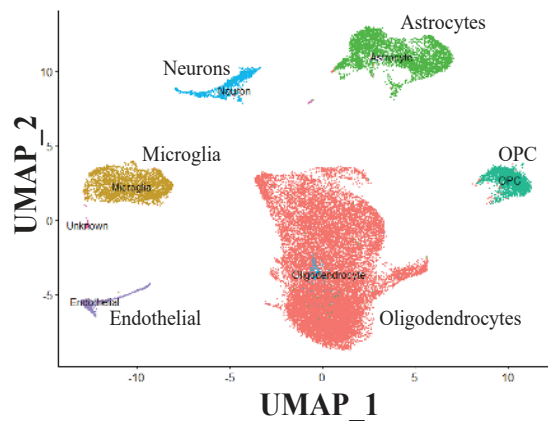 Astrocytes
Astrocyte
Neurons
Neuron
Microglia
Microglia
OPC
OPC
Unknown
Oligodendrocyte
Endothelial
Endothelial
Oligodendrocytes
UMAP_2
10
5
0
-5
-10
-5
0
5
10
UMAP_1